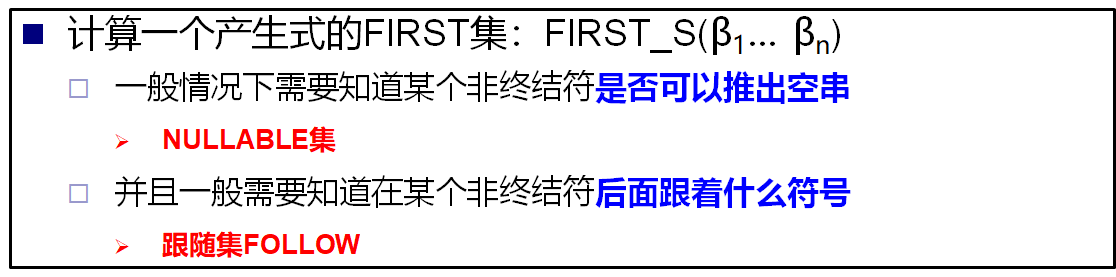 计算一个产生式的FIRST集：FIRST_S(β1… βn)
一般情况下需要知道某个非终结符是否可以推出空串
NULLABLE集
并且一般需要知道在某个非终结符后面跟着什么符号
跟随集FOLLOW